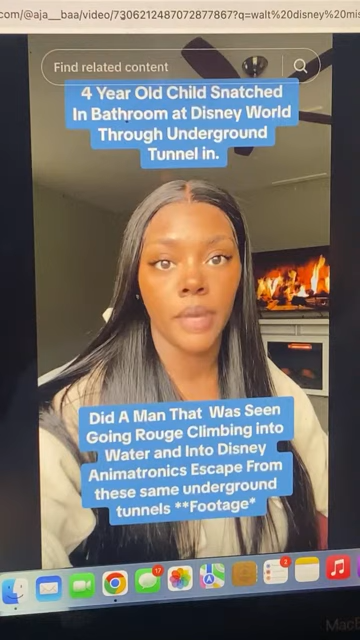 com/@aja__baa/video/7306212487072877867?q=walt%20disney%20mis
Find related content
4 Year Old Child Snatched
In Bathroom at Disney World
Through Underground
Tunnel in.
Did A Man That Was Seen
Going Rouge Climbing into
Water and Into Disney
Animatronics Escape From
these same underground
tunnels **Footage*
17
2